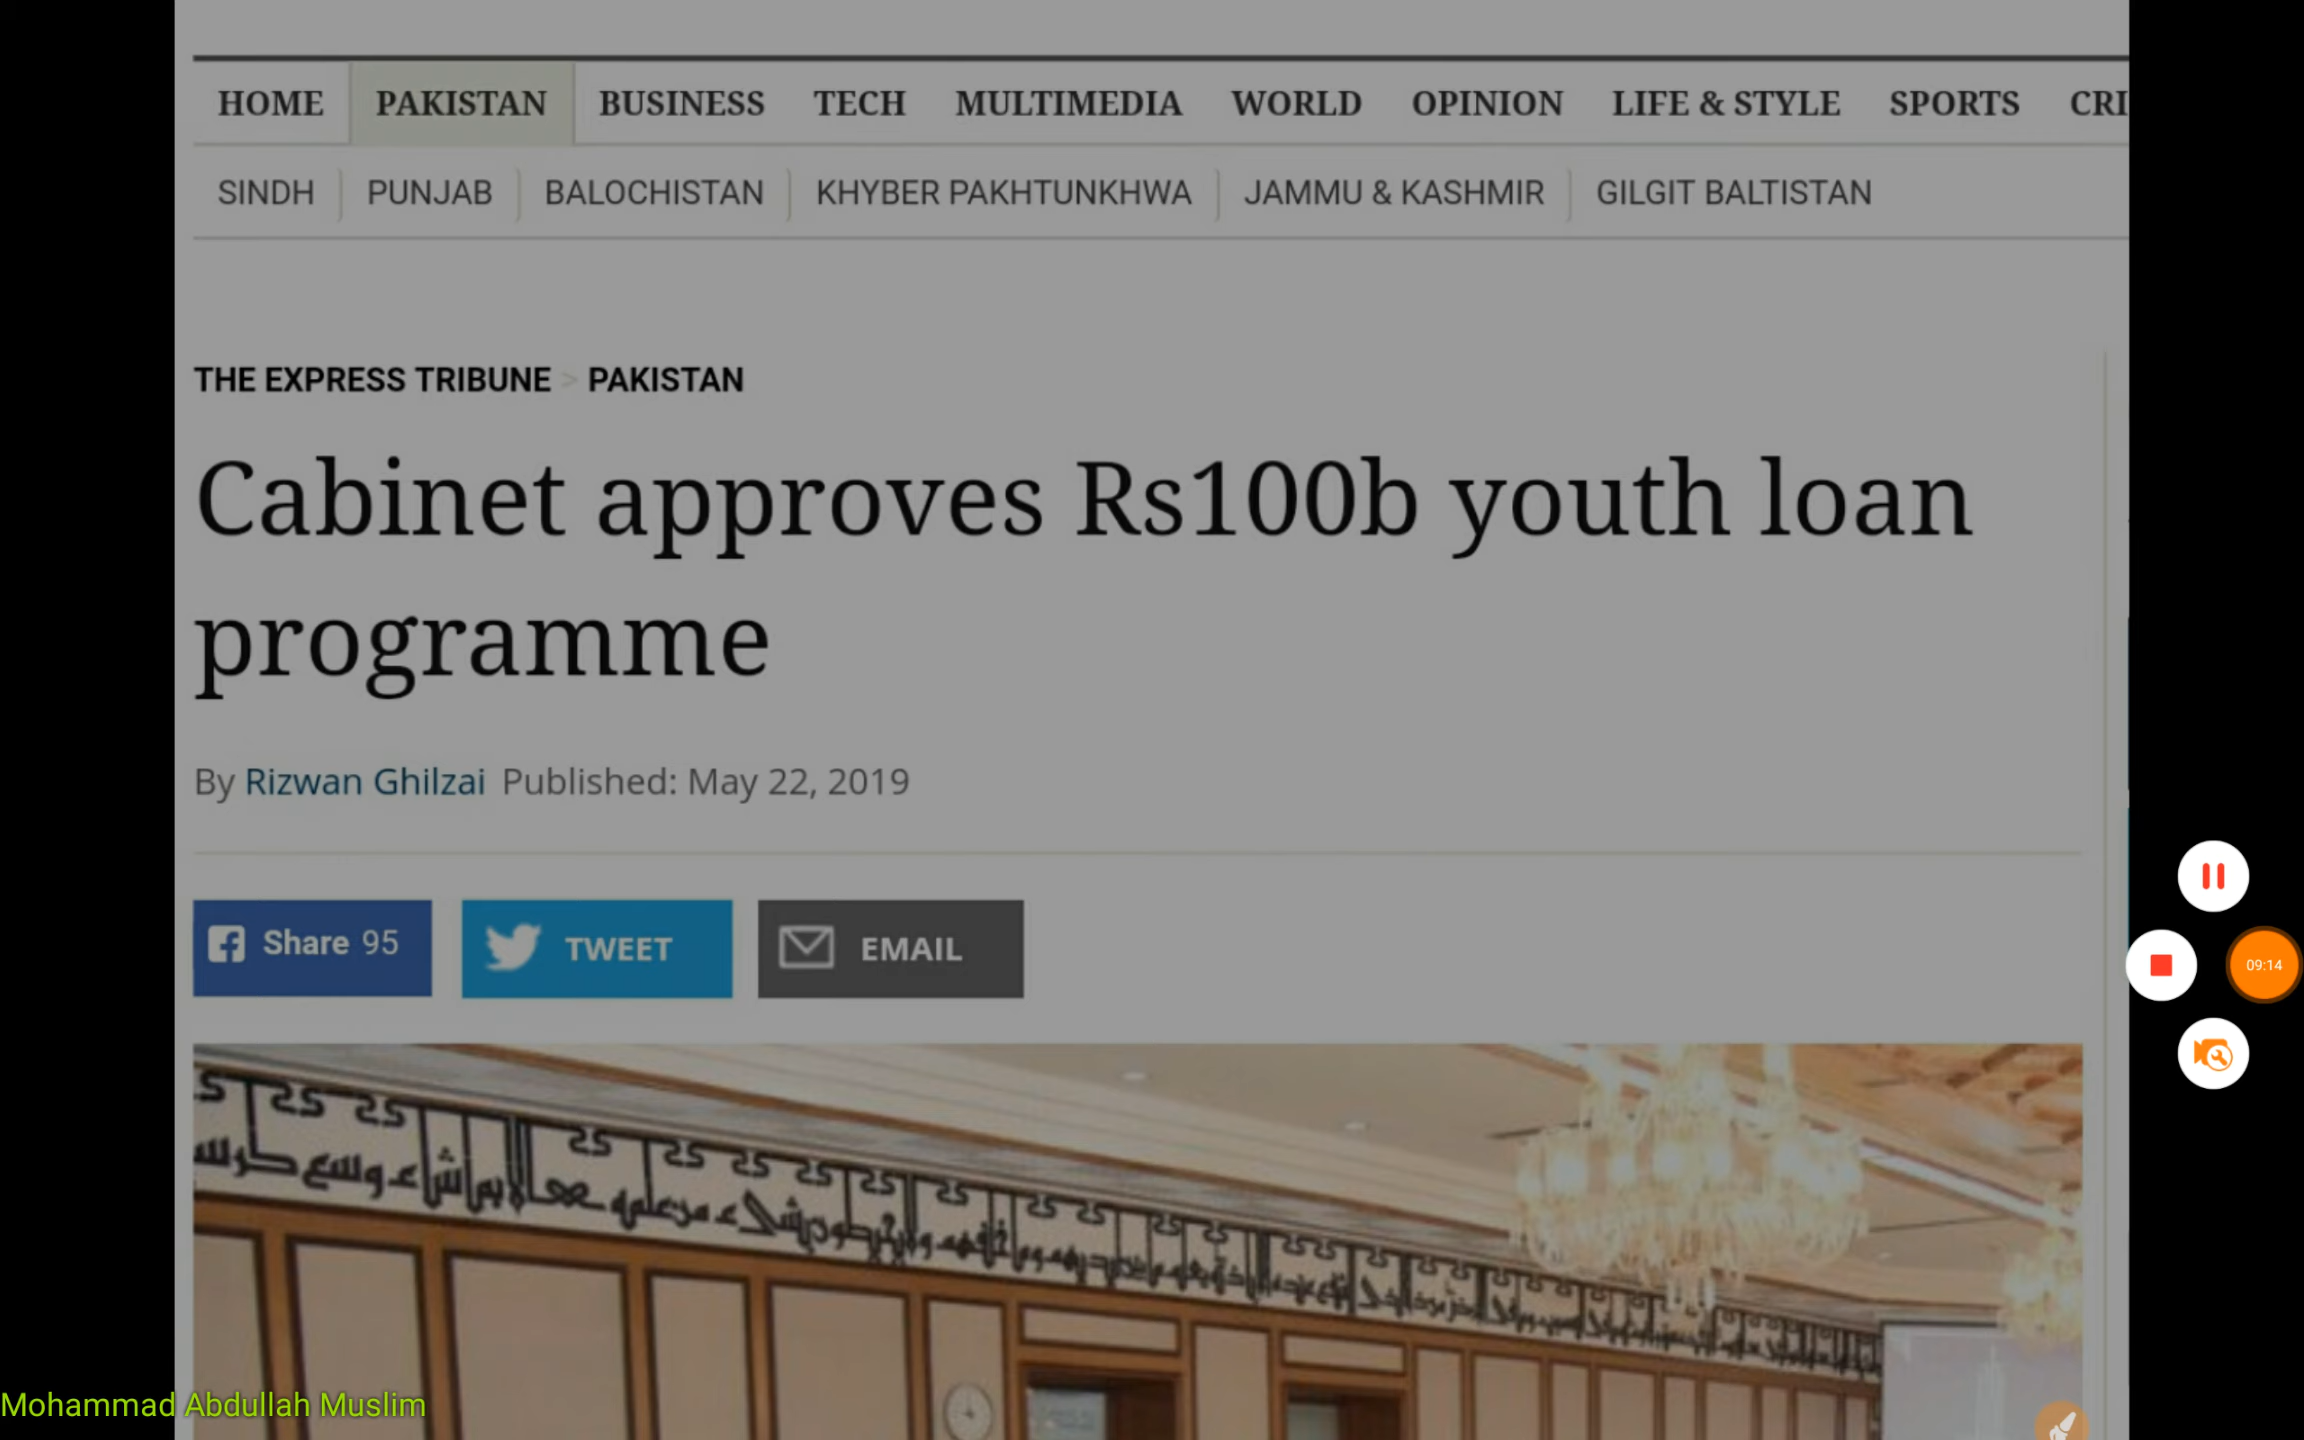 HOME PAKISTAN BUSINESS TECH MULTIMEDIA WORLD OPINION LIFE & STYLE SPORTS CRI
SINDH PUNJAB BALOCHISTAN KHYBER PAKHTUNKHWA JAMMU & KASHMIR GILGIT BALTISTAN
THE EXPRESS TRIBUNE > PAKISTAN
Cabinet approves Rs100b youth loan
programme
By Rizwan Ghilzai Published: May 22, 2019
Share 95 TWEET EMAIL
09:14
Mohammad Abdullah Muslim